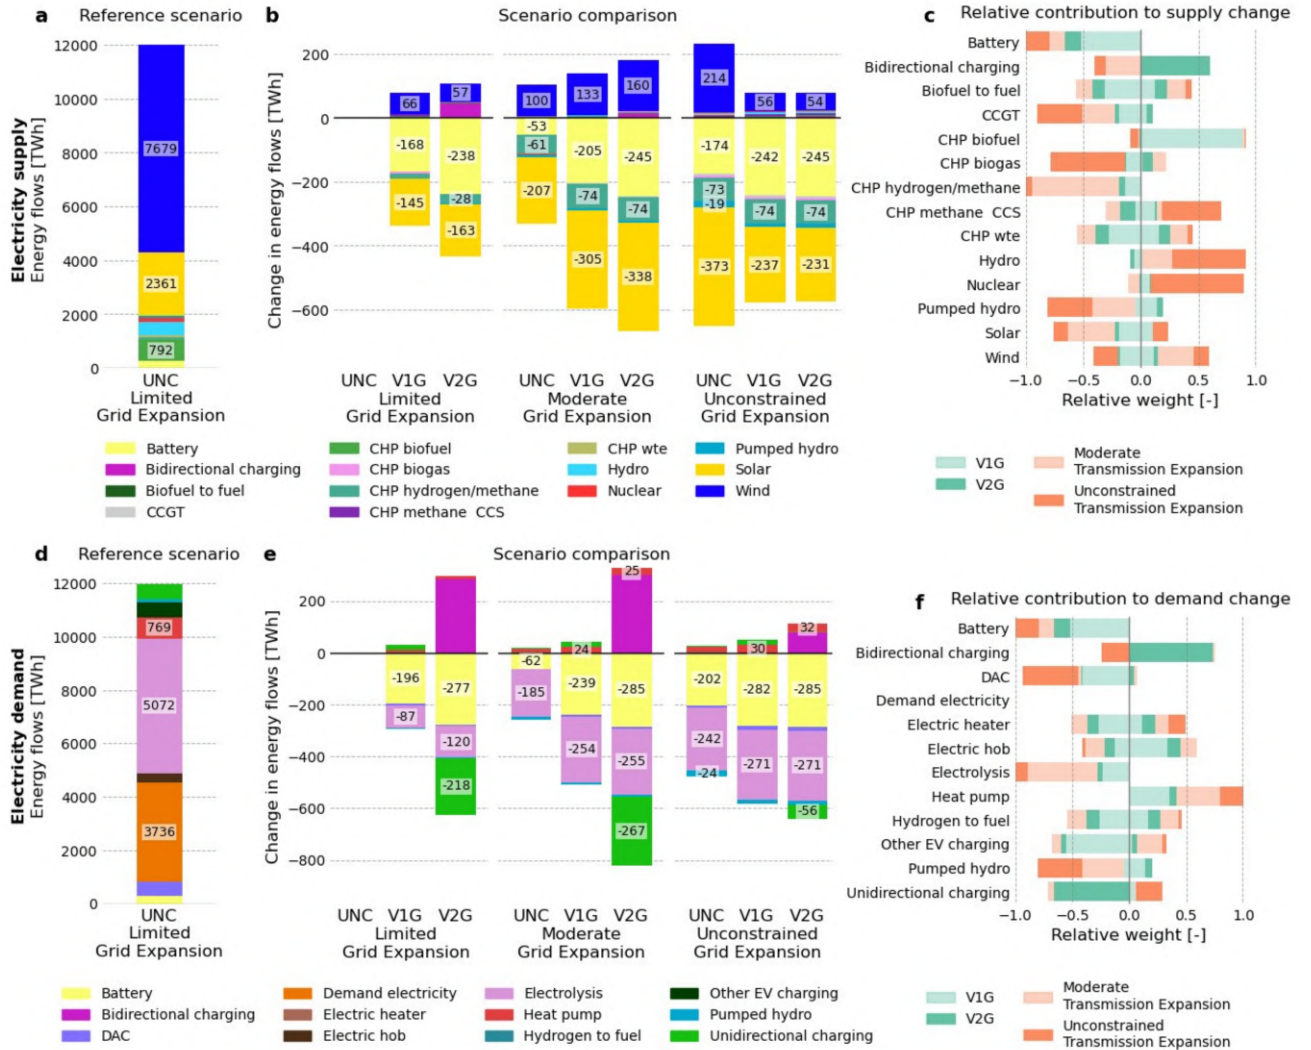 a Reference scenario
Electricity supply
Energy flows [TWh]
12000
10000
8000
6000
4000
2000
0
7679
2361
792
UNC
Limited
Grid Expansion
b Scenario comparison
Change in energy flows [TWh]
200
0
−200
−400
−600
66
-168
-145
57
-238
-28
-163
100
-53
-61
-207
133
-205
-74
-305
160
-245
-74
-338
214
-174
-73
-19
-373
56
-242
-74
-237
54
-245
-74
-231
UNC V1G V2G
Limited
Grid Expansion
UNC V1G V2G
Moderate
Grid Expansion
UNC V1G V2G
Unconstrained
Grid Expansion
c Relative contribution to supply change
Battery
Bidirectional charging
Biofuel to fuel
CCGT
CHP biofuel
CHP biogas
CHP hydrogen/methane
CHP methane CCS
CHP wte
Hydro
Nuclear
Pumped hydro
Solar
Wind
−1.0 −0.5 0.0 0.5 1.0
Relative weight [-]
Battery
Bidirectional charging
Biofuel to fuel
CCGT
CHP biofuel
CHP biogas
CHP hydrogen/methane
CHP methane CCS
CHP wte
Hydro
Nuclear
Pumped hydro
Solar
Wind
V1G
V2G
Moderate
Transmission Expansion
Unconstrained
Transmission Expansion
d Reference scenario
Electricity demand
Energy flows [TWh]
12000
10000
8000
6000
4000
2000
0
769
5072
3736
UNC
Limited
Grid Expansion
e Scenario comparison
Change in energy flows [TWh]
200
0
−200
−400
−600
−800
-196
-87
-277
-120
-218
-62
-185
24
-239
-254
25
-285
-255
-267
-202
-242
-24
30
-282
-271
32
-285
-271
-56
UNC V1G V2G
Limited
Grid Expansion
UNC V1G V2G
Moderate
Grid Expansion
UNC V1G V2G
Unconstrained
Grid Expansion
f Relative contribution to demand change
Battery
Bidirectional charging
DAC
Demand electricity
Electric heater
Electric hob
Electrolysis
Heat pump
Hydrogen to fuel
Other EV charging
Pumped hydro
Unidirectional charging
−1.0 −0.5 0.0 0.5 1.0
Relative weight [-]
Battery
Bidirectional charging
DAC
Demand electricity
Electric heater
Electric hob
Electrolysis
Heat pump
Hydrogen to fuel
Other EV charging
Pumped hydro
Unidirectional charging
V1G
V2G
Moderate
Transmission Expansion
Unconstrained
Transmission Expansion